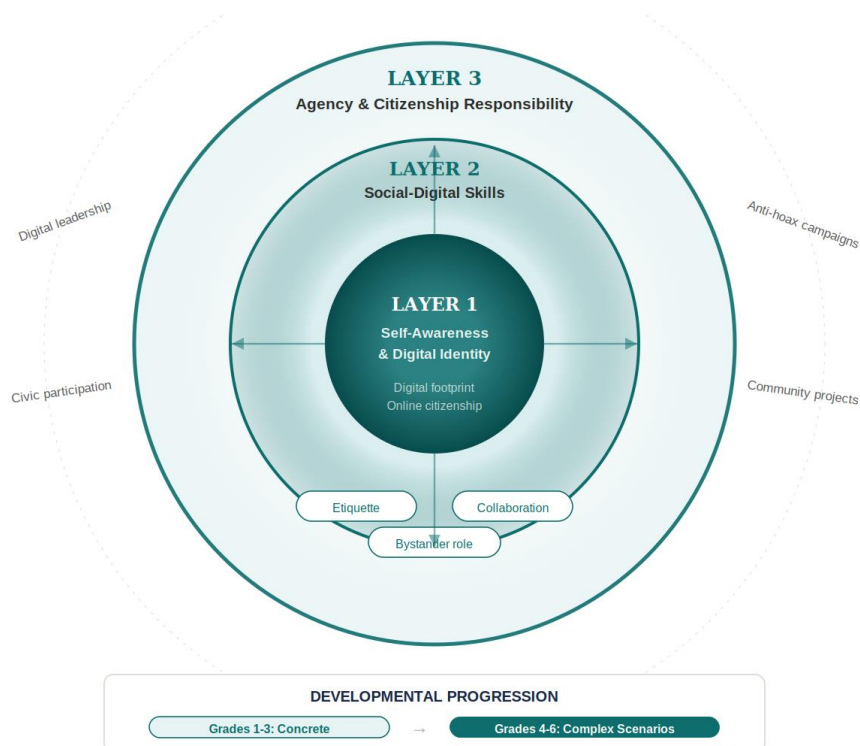 LAYER 3
Agency & Citizenship Responsibility
LAYER 2
Social-Digital Skills
Digital leadership
Anti-hoax campaigns
LAYER 1
Self-Awareness
& Digital Identity
Digital footprint
Online citizenship
Civic participation
Community projects
Etiquette
Collaboration
Bystander role
DEVELOPMENTAL PROGRESSION
Grades 1-3: Concrete
→
Grades 4-6: Complex Scenarios